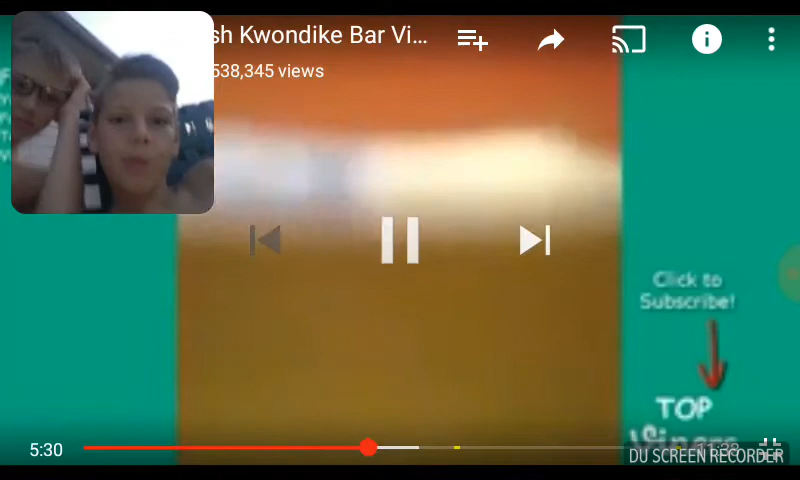 sh Kwondike Bar Vi...
538,345 views
Click to
Subscribe!
TOP
5:30
DU SCREEN RECORDER